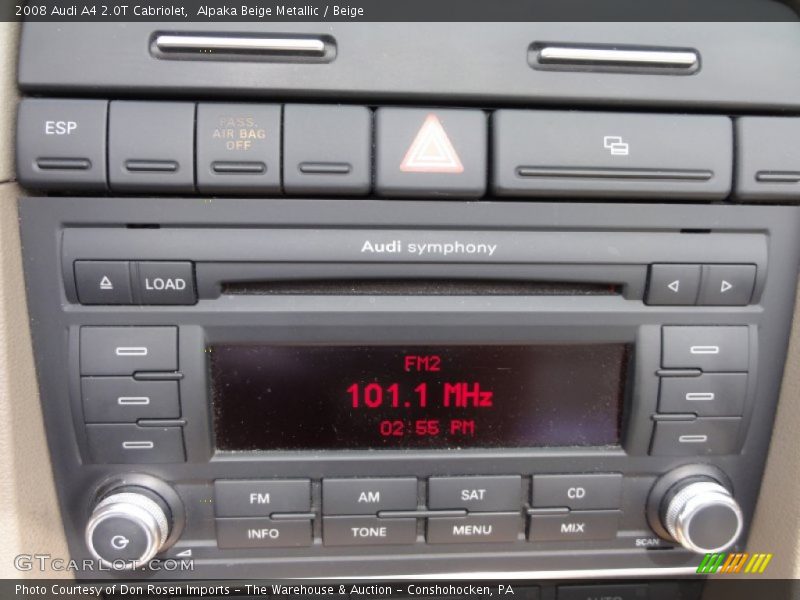 2008 Audi A4 2.0T Cabriolet,  Alpaka Beige Metallic / Beige
ESP
PASS.
AIR BAG
OFF
Audi symphony
LOAD
FM2
101.1 MHz
02 55 PM
FM AM SAT CD
INFO TONE MENU MIX
SCAN
GTCarLot.com
Photo Courtesy of Don Rosen Imports - The Warehouse & Auction - Conshohocken, PA
AUTO